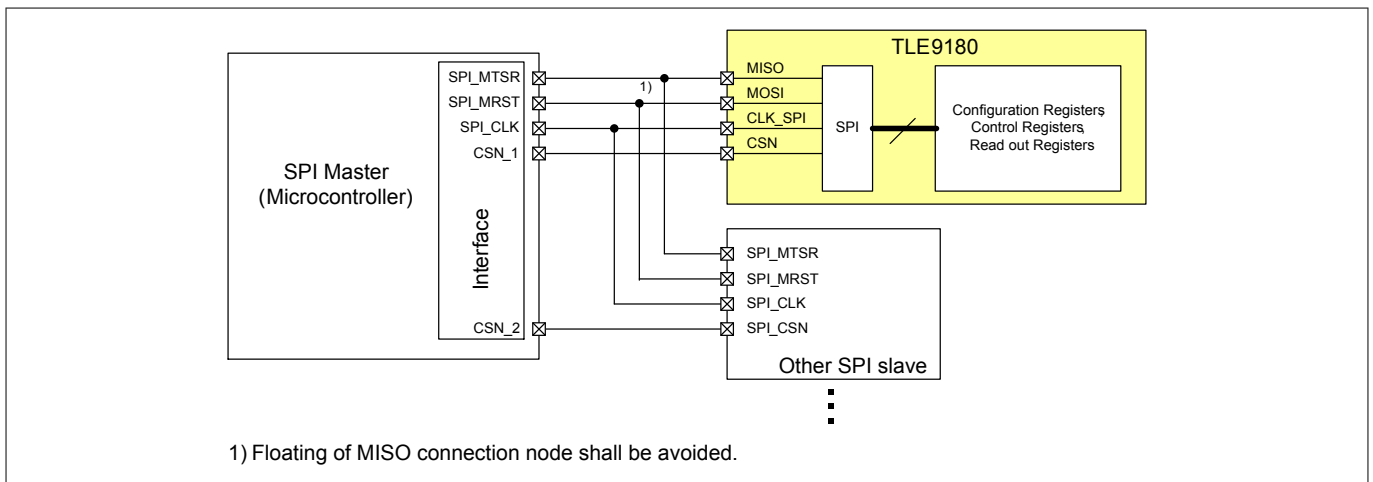 TLE9180
SPI_MTSR
SPI_MRST
SPI_CLK
CSN_1
1)
MISO
MOSI
CLK_SPI
CSN
SPI
Configuration Registers,
Control Registers,
Read out Registers
SPI Master
(Microcontroller)
Interface
CSN_2
SPI_MTSR
SPI_MRST
SPI_CLK
SPI_CSN
Other SPI slave
1) Floating of MISO connection node shall be avoided.